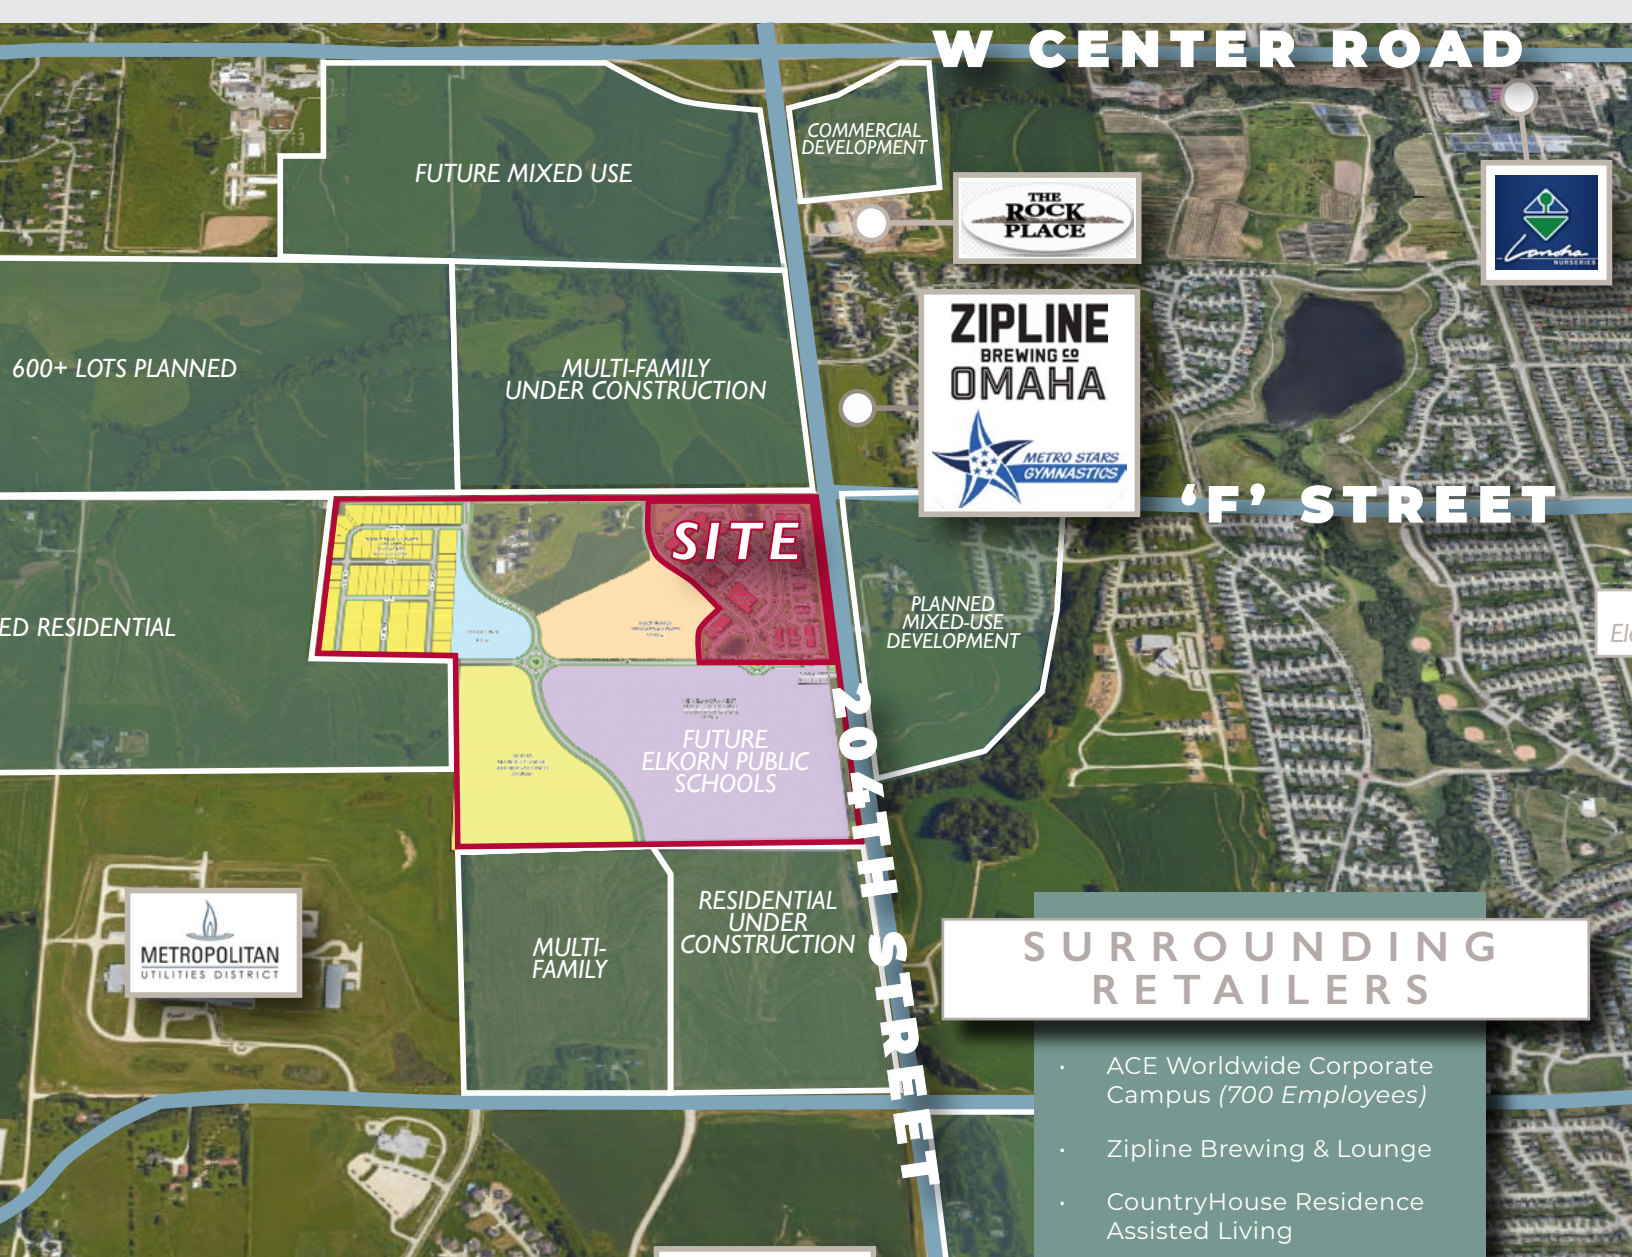 W CENTER ROAD
COMMERCIAL
DEVELOPMENT
FUTURE MIXED USE
THE
ROCK
PLACE
Lanoha
NURSERIES
600+ LOTS PLANNED
MULTI-FAMILY
UNDER CONSTRUCTION
ZIPLINE
BREWING CO
OMAHA
METRO STARS
GYMNASTICS
'F' STREET
SITE
ED RESIDENTIAL
PLANNED
MIXED-USE
DEVELOPMENT
FUTURE
ELKORN PUBLIC
SCHOOLS
204TH STREET
METROPOLITAN
UTILITIES DISTRICT
MULTI-
FAMILY
RESIDENTIAL
UNDER
CONSTRUCTION
SURROUNDING
RETAILERS
• ACE Worldwide Corporate
Campus (700 Employees)
• Zipline Brewing & Lounge
• CountryHouse Residence
Assisted Living